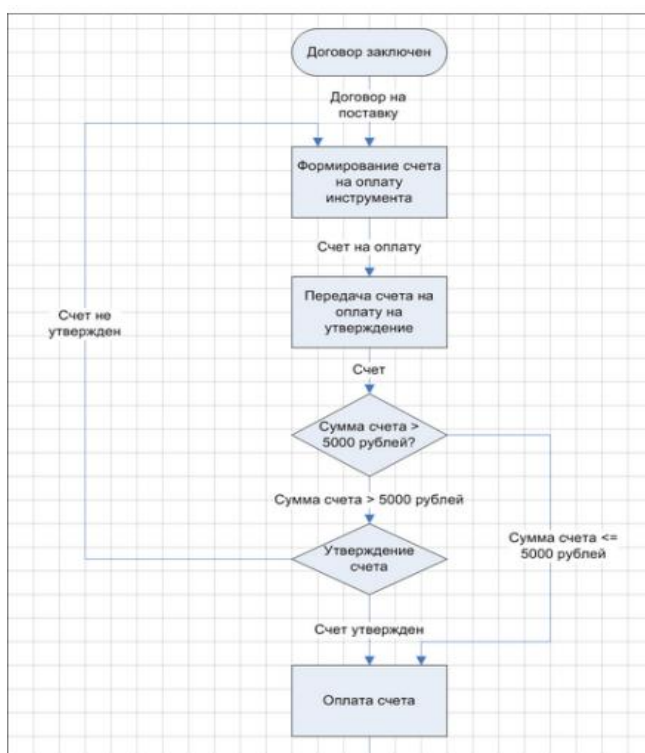 Договор заключен
Договор на
поставку
Формирование счета
на оплату
инструмента
Счет на оплату
Передача счета на
оплату на
утверждение
Счет не
утвержден
Счет
Сумма счета >
5000 рублей?
Сумма счета > 5000 рублей
Сумма счета <=
5000 рублей
Утверждение
счета
Счет утвержден
Оплата счета